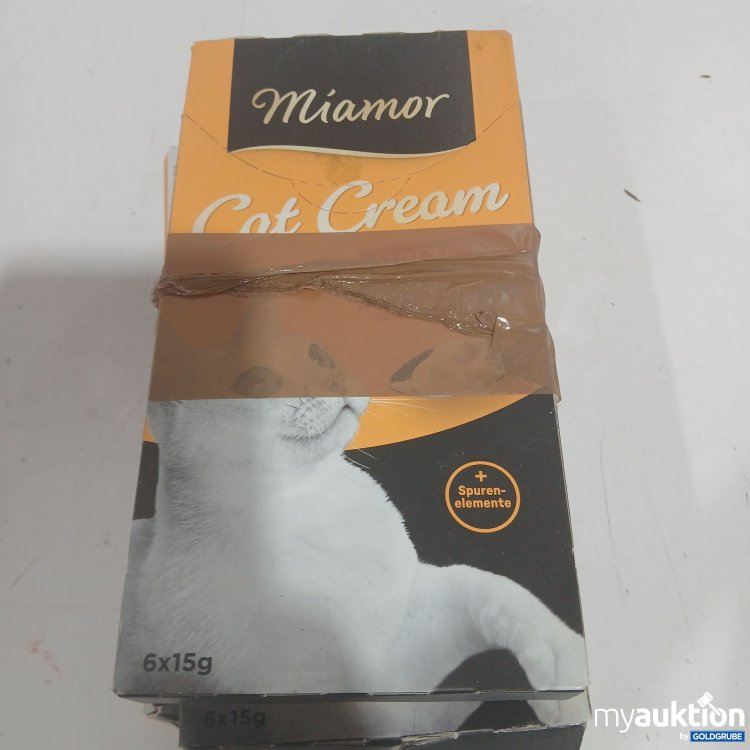 Miamor
Cat Cream
+
Spuren-
elemente
6x15g
6x15g
myauktion
by GOLDGRUBE